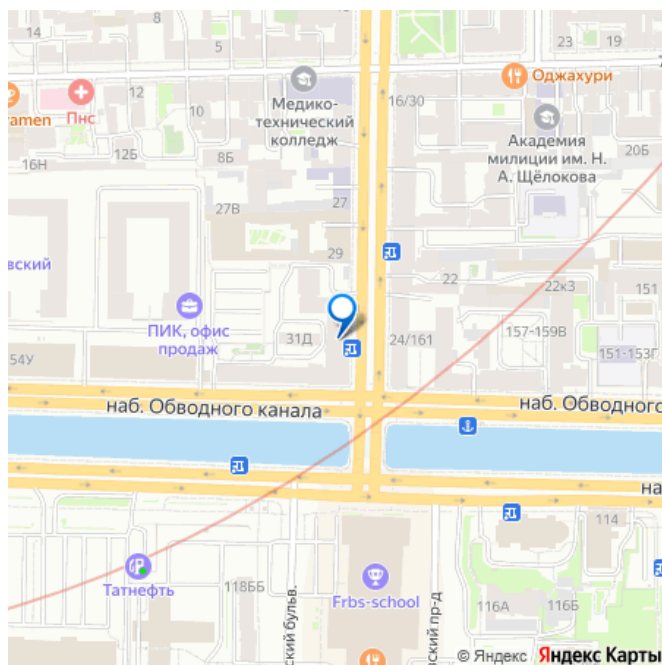 14
8
6
5
23
19
Оджахури
Медико-
технический
колледж
16/30
12
Пнс
10
ramen
Академия
милиции им. Н.
А. Щёлокова
20Б
12Б
16Н
8Б
27
27В
29
22
22к3
151
вский
ПИК, офис
продаж
31Д
24/161
157-159В
151-153Г
54У
наб. Обводного канала
наб. Обводного
на
114
Татнефть
118ББ
Frbs-school
116А
116Б
ский бульв.
вский пр-д
© Яндекс Яндекс Карты